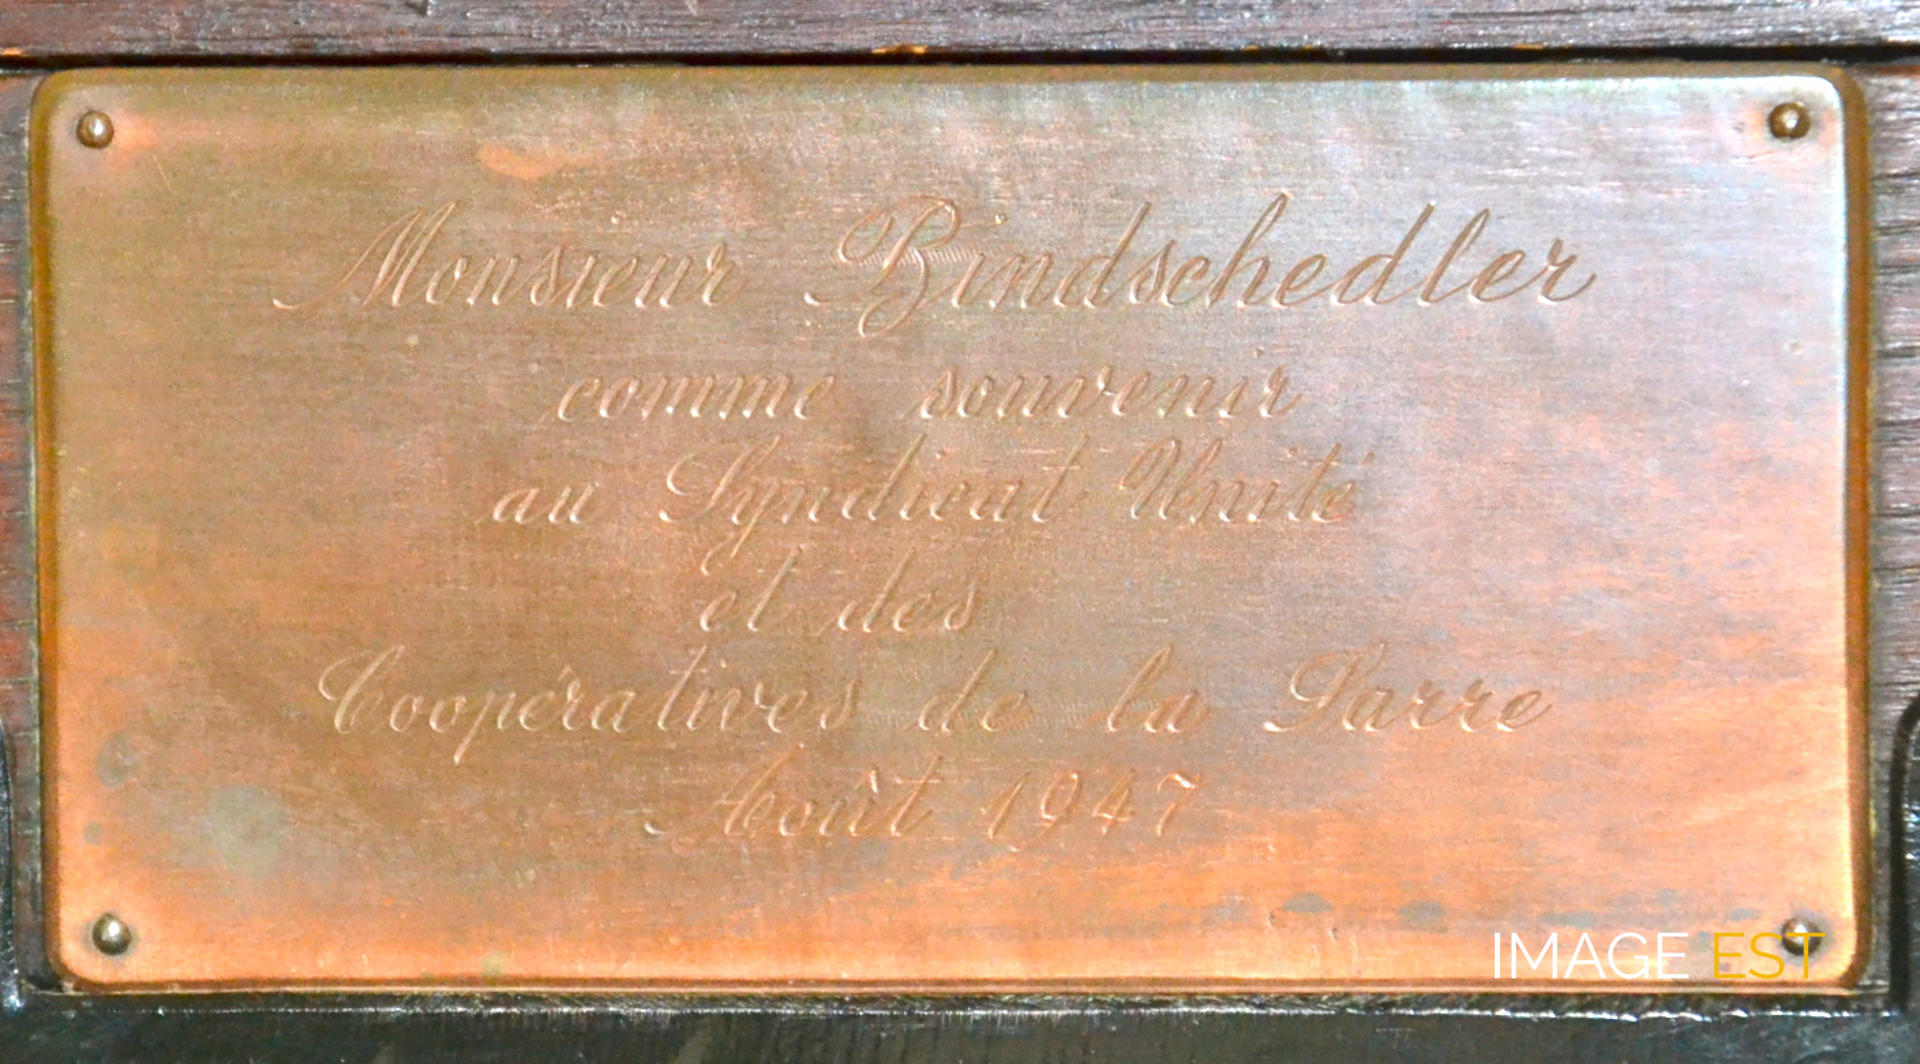 Monsieur Bindschedler
comme souvenir
au Syndicat Unité
et des
Coopératives de la Sarre
Août 1947
IMAGE EST